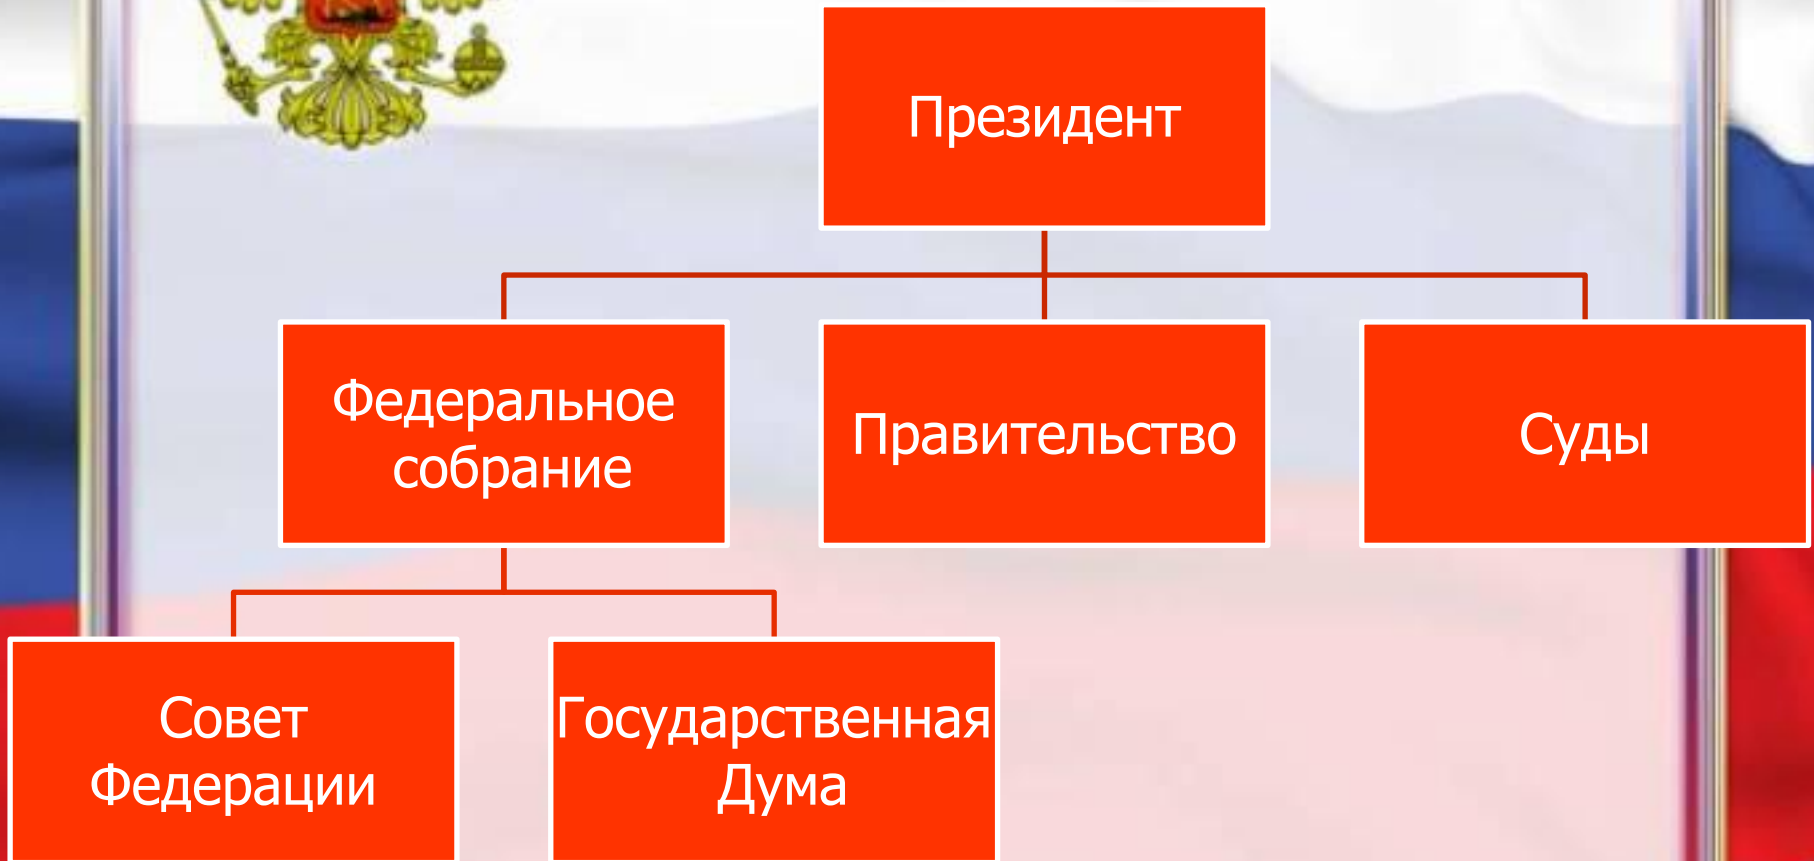 Президент
Федеральное
собрание
Правительство
Суды
Совет
Федерации
Государственная
Дума